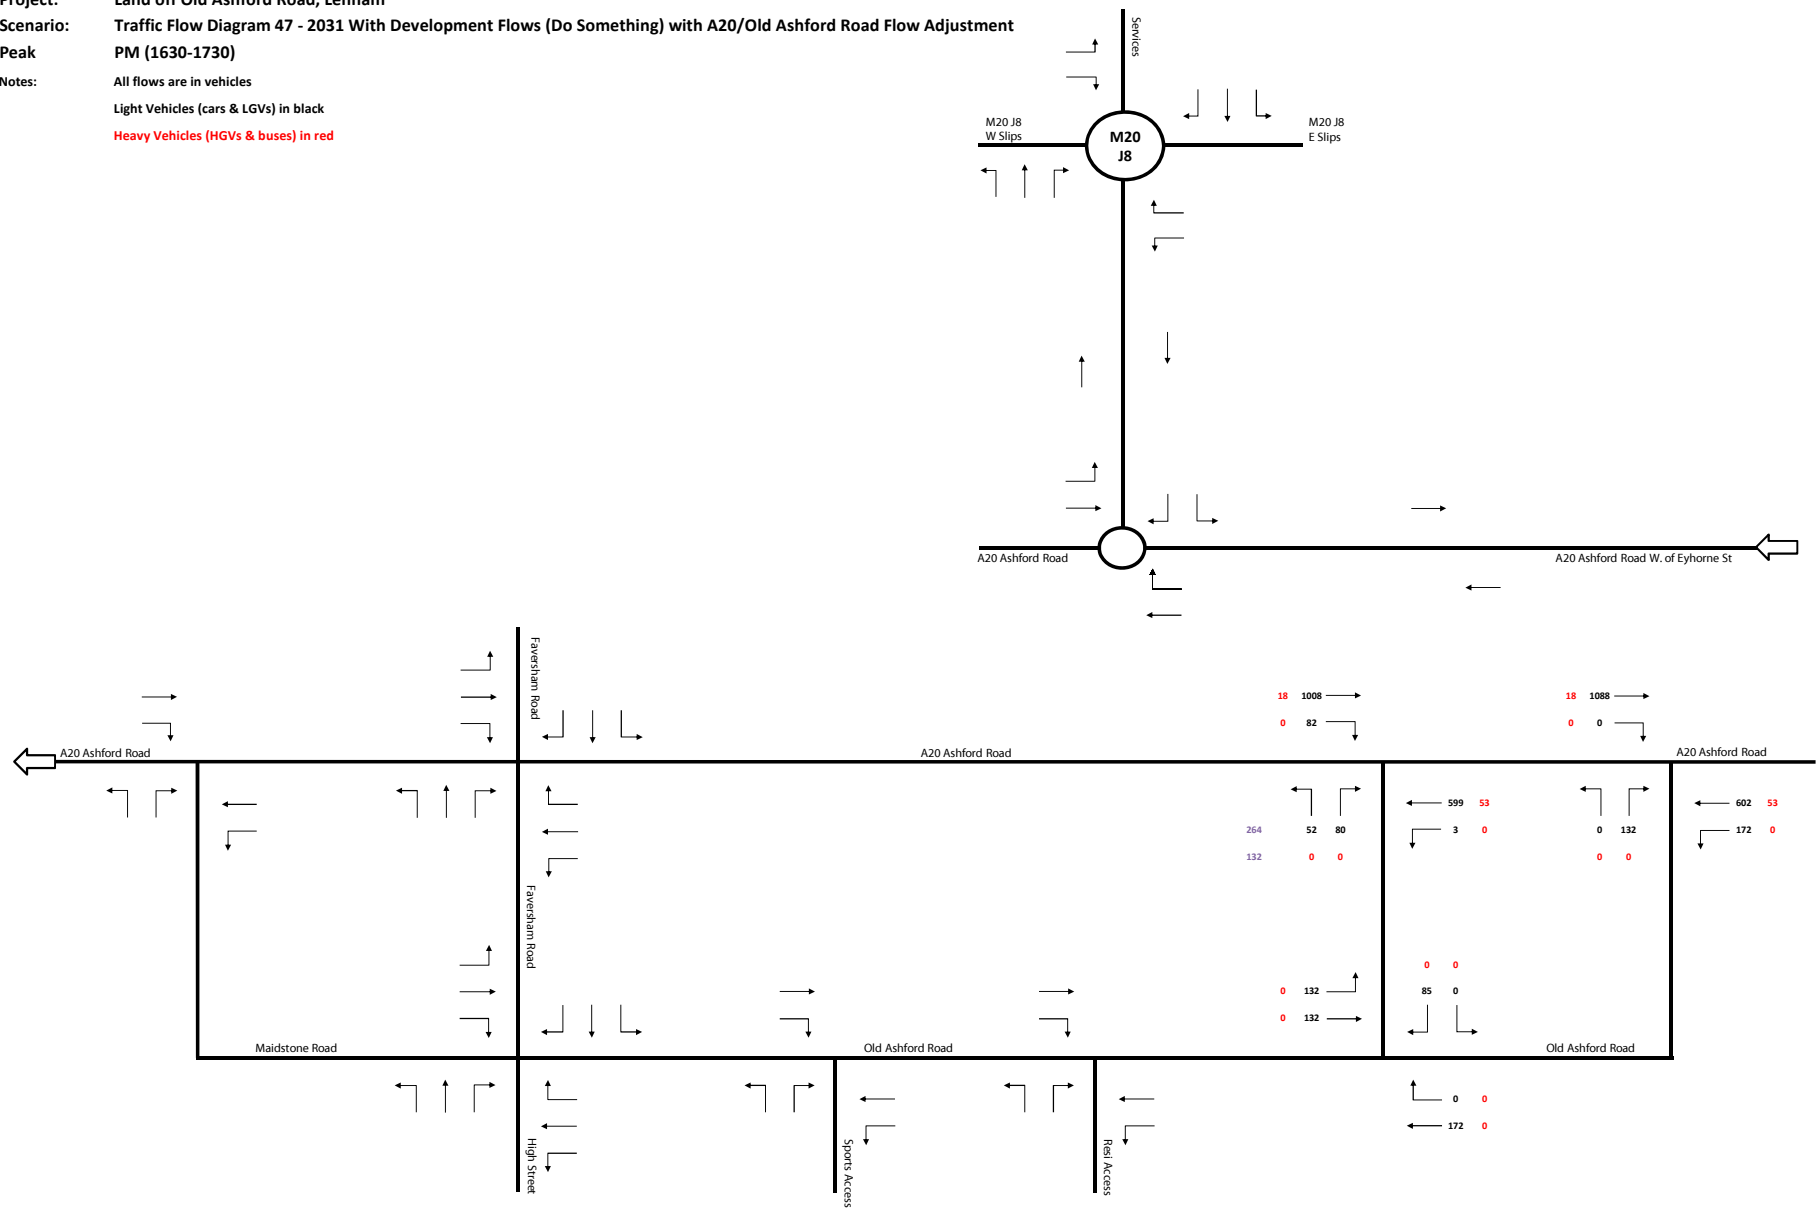 Project: Land off Old Ashford Road, Lenham
Scenario: Traffic Flow Diagram 47 - 2031 With Development Flows (Do Something) with A20/Old Ashford Road Flow Adjustment
Peak PM (1630-1730)
Notes: All flows are in vehicles
Light Vehicles (cars & LGVs) in black
Heavy Vehicles (HGVs & buses) in red
Services
M20 J8
W Slips
M20
J8
M20 J8
E Slips
A20 Ashford Road
A20 Ashford Road W. of Eyhorne St
Faversham Road
18 1008
0 82
18 1088
0 0
A20 Ashford Road
A20 Ashford Road
A20 Ashford Road
599 53
602 53
264 52 80
3 0
0 132
172 0
132 0 0
0 0
Faversham Road
0 0
0 132
85 0
0 132
Maidstone Road
Old Ashford Road
Old Ashford Road
0 0
172 0
High Street
Sports Access
Resi Access